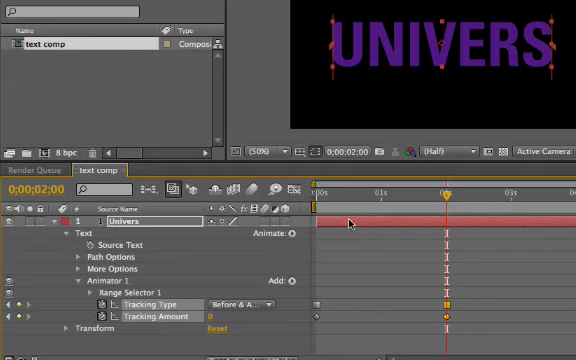 Name Type
text comp Compos
8 bpc
UNIVERS
(50%) 0;00;02;00 (Half) Active Camera
Render Queue text comp
0;00;02;00
:00s 01s 03s 04
# Source Name
1 Univers
Text Animate:
Source Text
Path Options
More Options
Animator 1 Add:
Range Selector 1
Tracking Type Before & A...
Tracking Amount 0
Transform Reset